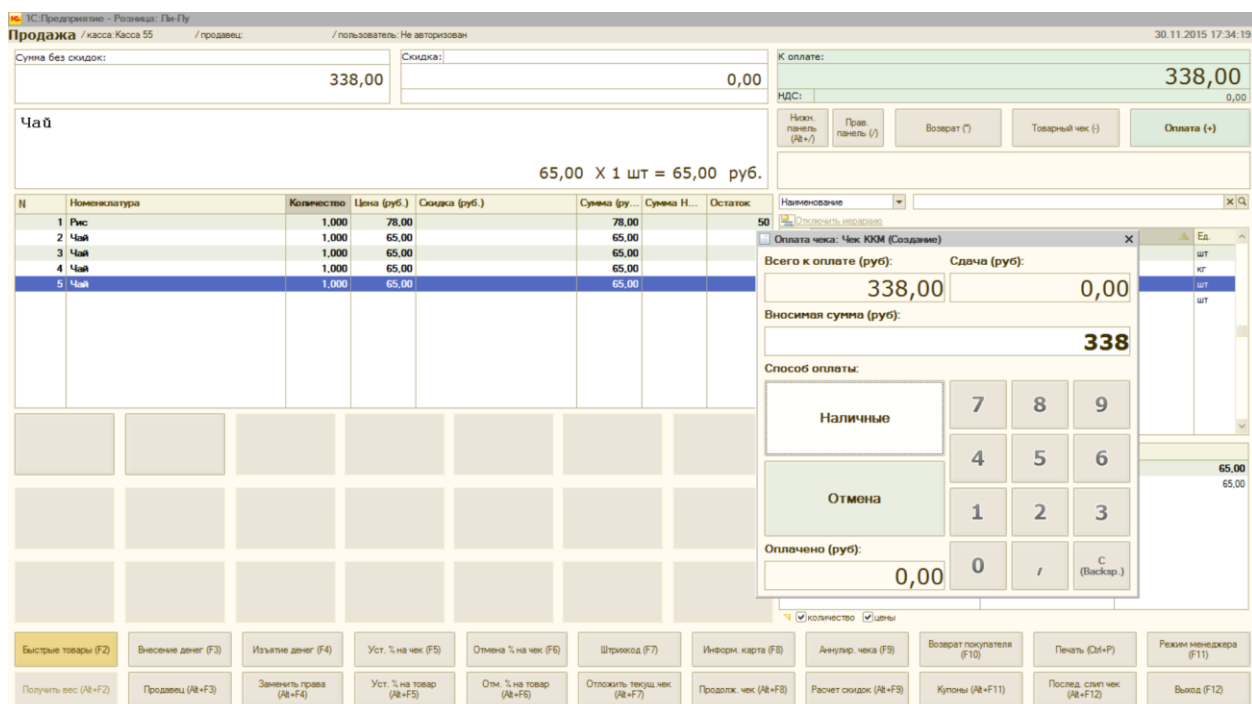 1С:Предприятие - Розница: Ли-Пу
Продажа / касса: Касса 55 / продавец: / пользователь: Не авторизован 30.11.2015 17:34:19
Сумма без скидок: Скидка: К оплате:
338,00 0,00 338,00
НДС: 0,00
Чай
65,00 X 1 шт = 65,00 руб.
Нижн. панель (Alt+/) Прав. панель (/) Возврат (*) Товарный чек (-) Оплата (+)
N Номенклатура Количество Цена (руб.) Скидка (руб.) Сумма (ру... Сумма Н... Остаток
1 Рис 1,000 78,00 78,00 50
2 Чай 1,000 65,00 65,00
3 Чай 1,000 65,00 65,00
4 Чай 1,000 65,00 65,00
5 Чай 1,000 65,00 65,00
Наименование
Отключить иерархию
Ед.
шт
кг
шт
шт
65,00
65,00
Оплата чека: Чек ККМ (Создание)
Всего к оплате (руб): Сдача (руб):
338,00 0,00
Вносимая сумма (руб):
338
Способ оплаты:
Наличные 7 8 9
4 5 6
Отмена 1 2 3
Оплачено (руб): 0 , C (Backsp.)
0,00
количество цены
Быстрые товары (F2) Внесение денег (F3) Изъятие денег (F4) Уст. % на чек (F5) Отмена % на чек (F6) Штрихкод (F7) Информ. карта (F8) Аннулир. чека (F9) Возврат покупателя (F10) Печать (Ctrl+P) Режим менеджера (F11)
Получить вес (Alt+F2) Продавец (Alt+F3) Заменить права (Alt+F4) Уст. % на товар (Alt+F5) Отм. % на товар (Alt+F6) Отложить текущ.чек (Alt+F7) Продолж. чек (Alt+F8) Расчет скидок (Alt+F9) Купоны (Alt+F11) Послед. слип чек (Alt+F12) Выход (F12)